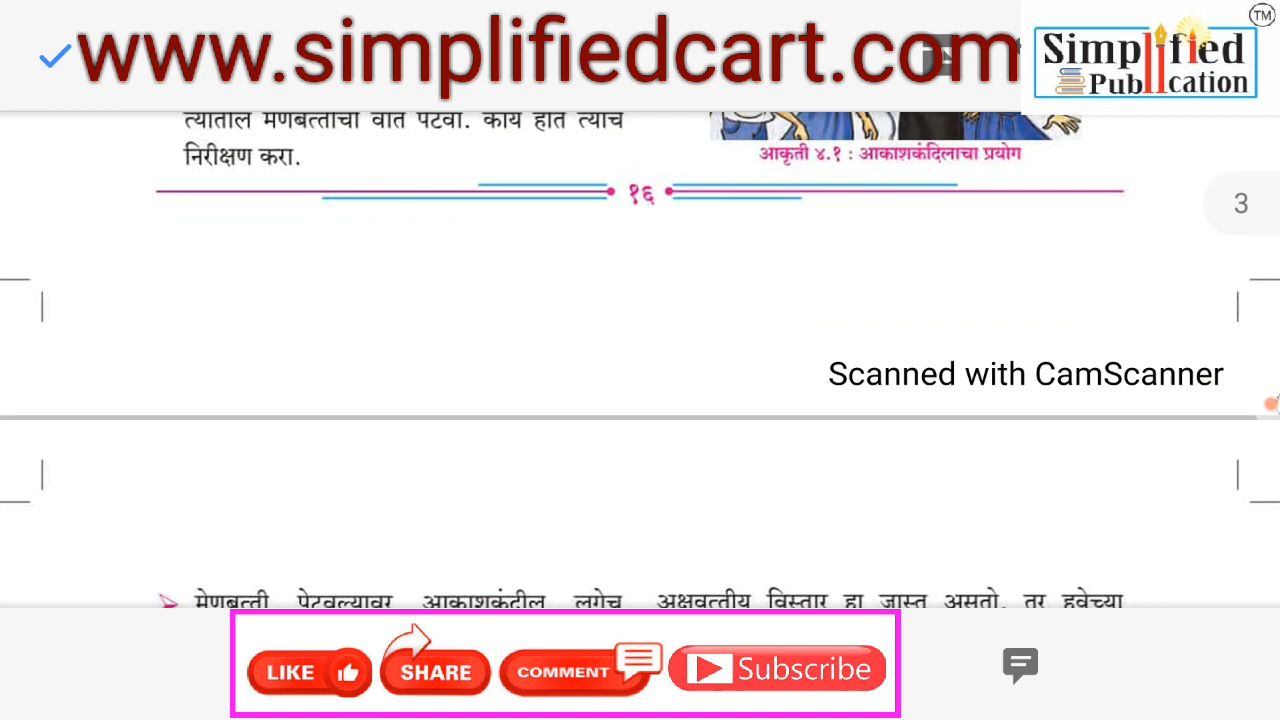 www.simplifiedcart.com
TM
Simplified
Publication
त्यातील मेणबत्तीची वात पेटवा. काय होते त्याचे
निरीक्षण करा.
आकृती ४.१ : आकाशकंदिलाचा प्रयोग
१६
3
Scanned with CamScanner
मेणबत्ती पेटवल्यावर आकाशकंदील लगेच
अक्षवृत्तीय विस्तार हा जास्त असतो, तर हवेच्या
LIKE
SHARE
COMMENT
Subscribe